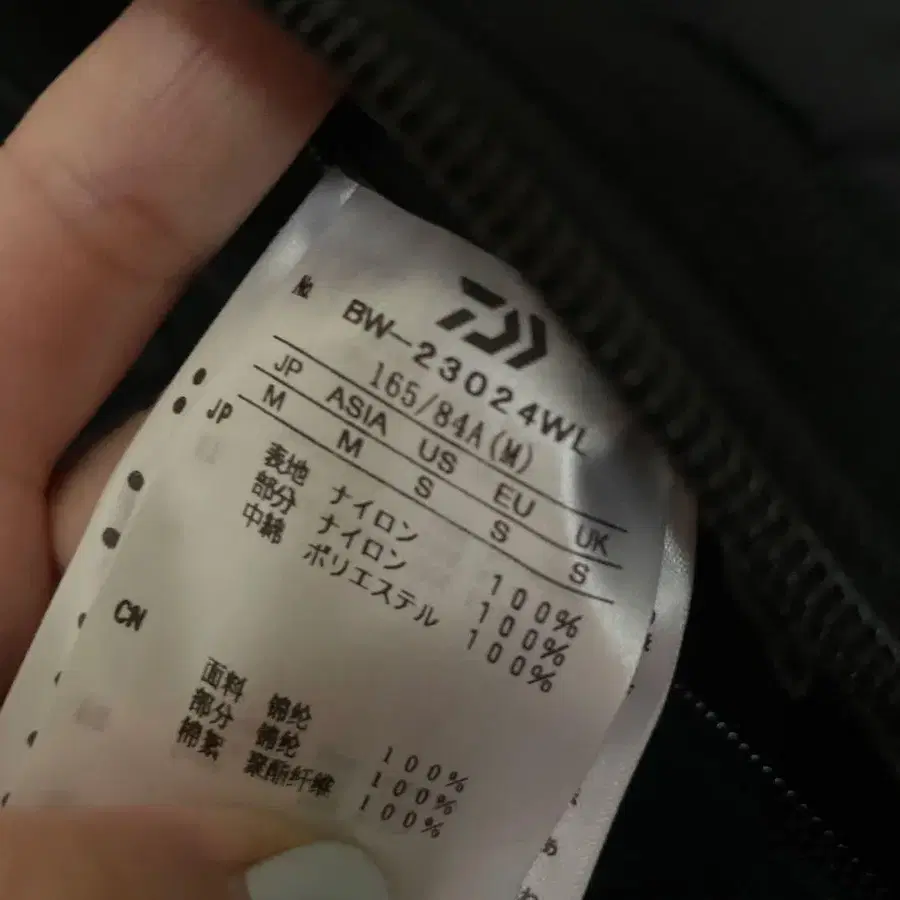 № BW-23024WL
165/84A(M)
JP ASIA US EU UK
M M S S S
JP
表地 ナイロン 100%
部分 ナイロン 100%
中綿 ポリエステル 100%
CN
面料 锦纶 100%
部分 锦纶 100%
棉絮 聚酯纤维 100%